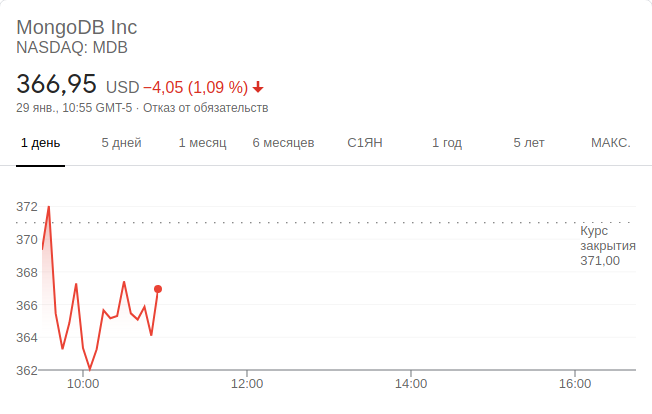 MongoDB Inc
NASDAQ: MDB
366,95 USD −4,05 (1,09 %)
29 янв., 10:55 GMT-5 · Отказ от обязательств
1 день 5 дней 1 месяц 6 месяцев С1ЯН 1 год 5 лет МАКС.
372
370
368
366
364
362
Курс
закрытия
371,00
10:00 12:00 14:00 16:00